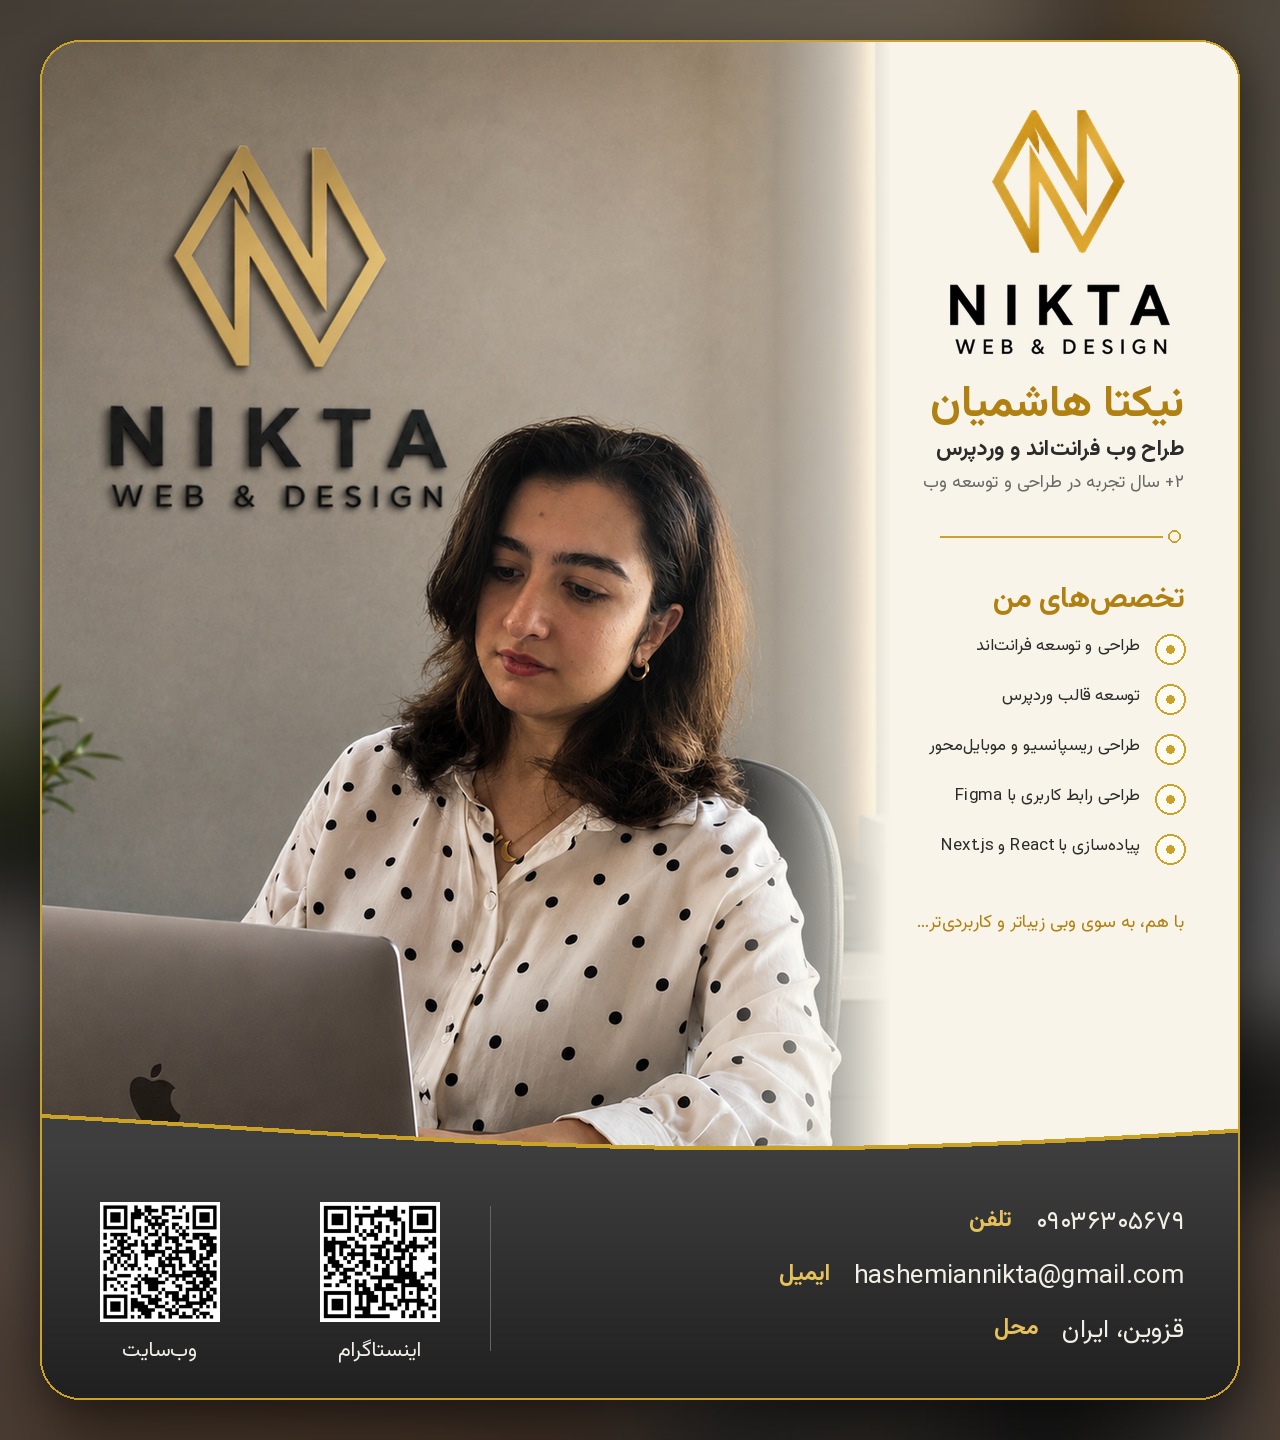 NIKTA
WEB & DESIGN
NIKTA
WEB & DESIGN
نیکتا هاشمیان
طراح وب فرانت‌اند و وردپرس
۲+ سال تجربه در طراحی و توسعه وب
تخصص‌های من
طراحی و توسعه فرانت‌اند
توسعه قالب وردپرس
طراحی ریسپانسیو و موبایل‌محور
طراحی رابط کاربری با Figma
پیاده‌سازی با React و Next.js
با هم، به سوی وبی زیباتر و کاربردی‌تر...
۰۹۰۳۶۳۰۵۶۷۹ تلفن
hashemiannikta@gmail.com ایمیل
قزوین، ایران محل
اینستاگرام
وب‌سایت